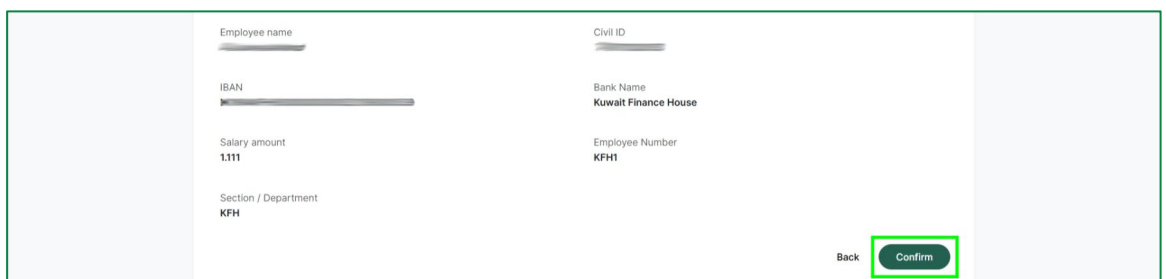 Employee name
Civil ID
IBAN
Bank Name
Kuwait Finance House
Salary amount
1.111
Employee Number
KFH1
Section / Department
KFH
Back
Confirm